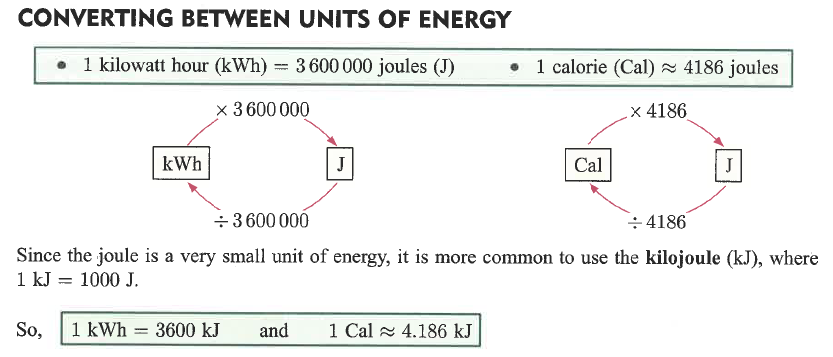 CONVERTING BETWEEN UNITS OF ENERGY
• 1 kilowatt hour (kWh) = 3 600 000 joules (J) • 1 calorie (Cal) ≈ 4186 joules
× 3 600 000 × 4186
kWh J Cal J
÷ 3 600 000 ÷ 4186
Since the joule is a very small unit of energy, it is more common to use the kilojoule (kJ), where
1 kJ = 1000 J.
So, 1 kWh = 3600 kJ and 1 Cal ≈ 4.186 kJ